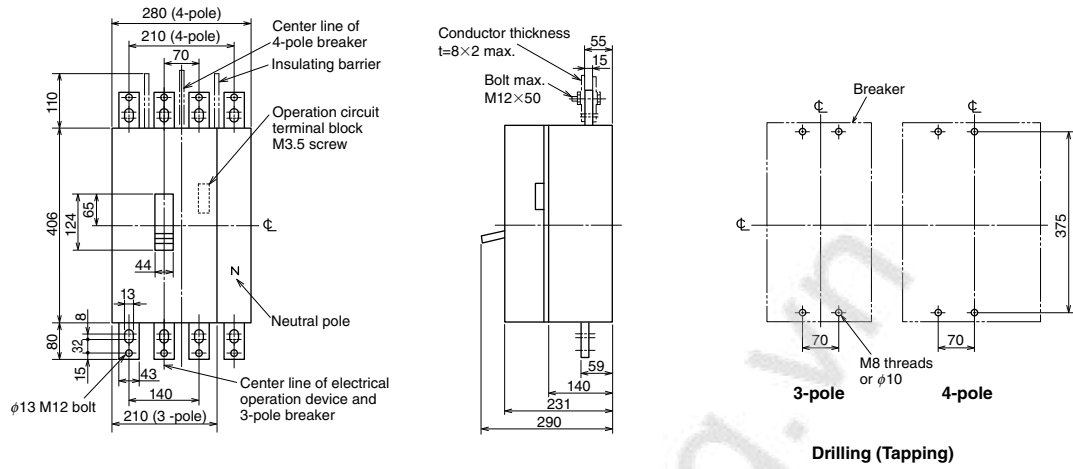 280 (4-pole)
210 (4-pole)
70
Center line of
4-pole breaker
Insulating barrier
110
Operation circuit
terminal block
M3.5 screw
406
124
65
℄
44
N
13
8
Neutral pole
80
32
15
43
φ13 M12 bolt
140
Center line of electrical
operation device and
3-pole breaker
210 (3 -pole)
Conductor thickness
t=8×2 max.
55
15
Bolt max.
M12×50
59
140
231
290
Breaker
℄
℄
℄
375
70
70
M8 threads
or φ10
3-pole
4-pole
Drilling (Tapping)